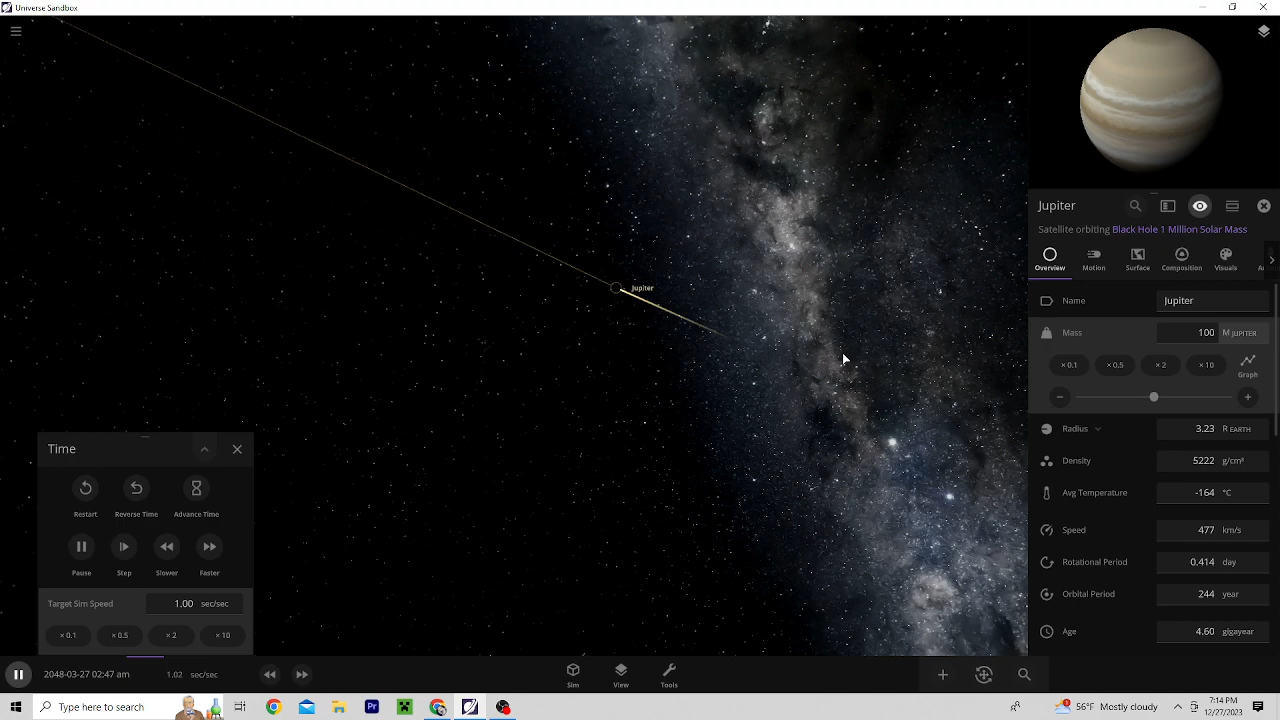 Universe Sandbox
Jupiter
Jupiter
Satellite orbiting Black Hole 1 Million Solar Mass
Overview Motion Surface Composition Visuals
Name Jupiter
Mass 100 M JUPITER
× 0.1 × 0.5 × 2 × 10 Graph
Radius 3.23 R EARTH
Density 5222 g/cm³
Avg Temperature -164 °C
Speed 477 km/s
Rotational Period 0.414 day
Orbital Period 244 year
Age 4.60 gigayear
Time
Restart Reverse Time Advance Time
Pause Step Slower Faster
Target Sim Speed 1.00 sec/sec
× 0.1 × 0.5 × 2 × 10
2048-03-27 02:47 am 1.02 sec/sec
Sim View Tools
Type here to search
Pr
56°F Mostly cloudy
7:14 PM
12/27/2023